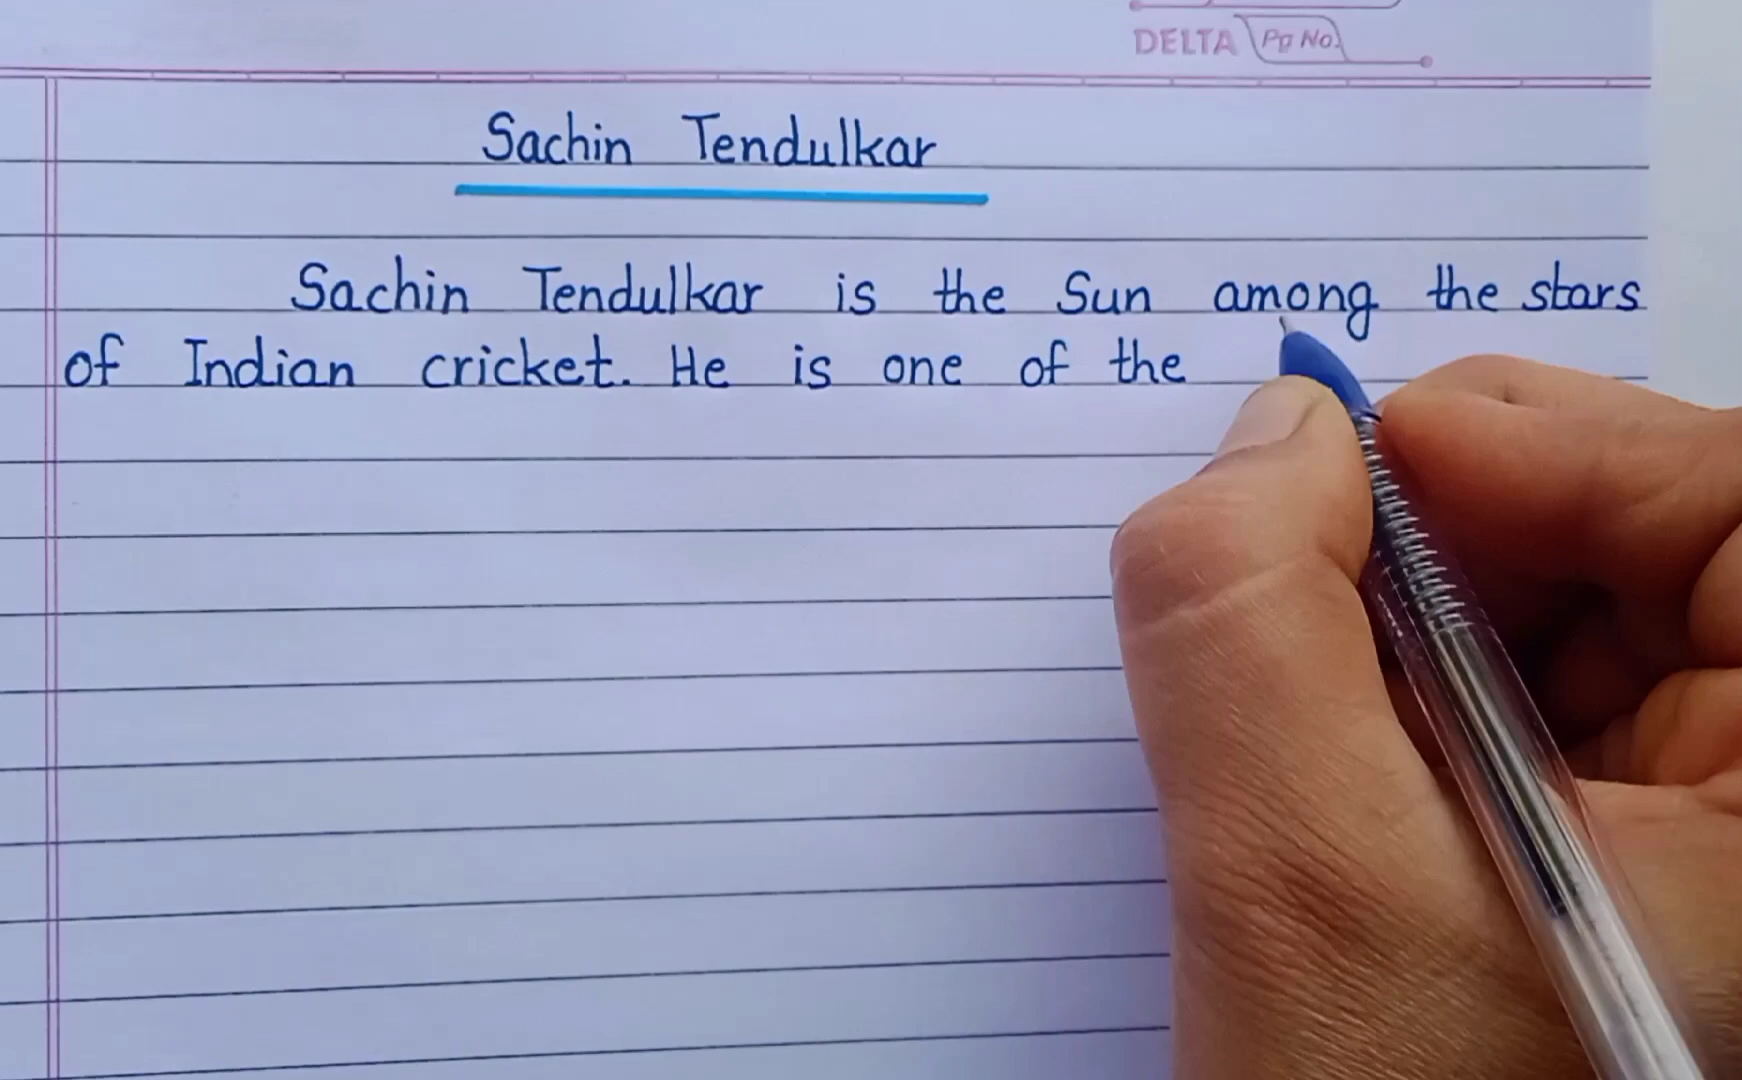 DELTA Pg No.
Sachin Tendulkar
Sachin Tendulkar is the Sun among the stars
of Indian cricket. He is one of the